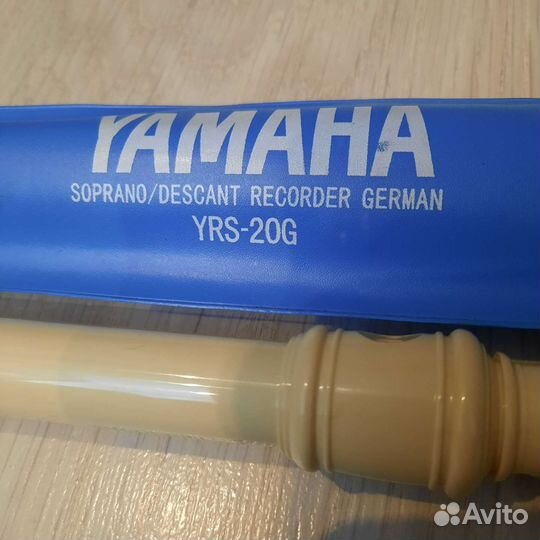 YAMAHA
SOPRANO/DESCANT RECORDER GERMAN
YRS-20G
Avito